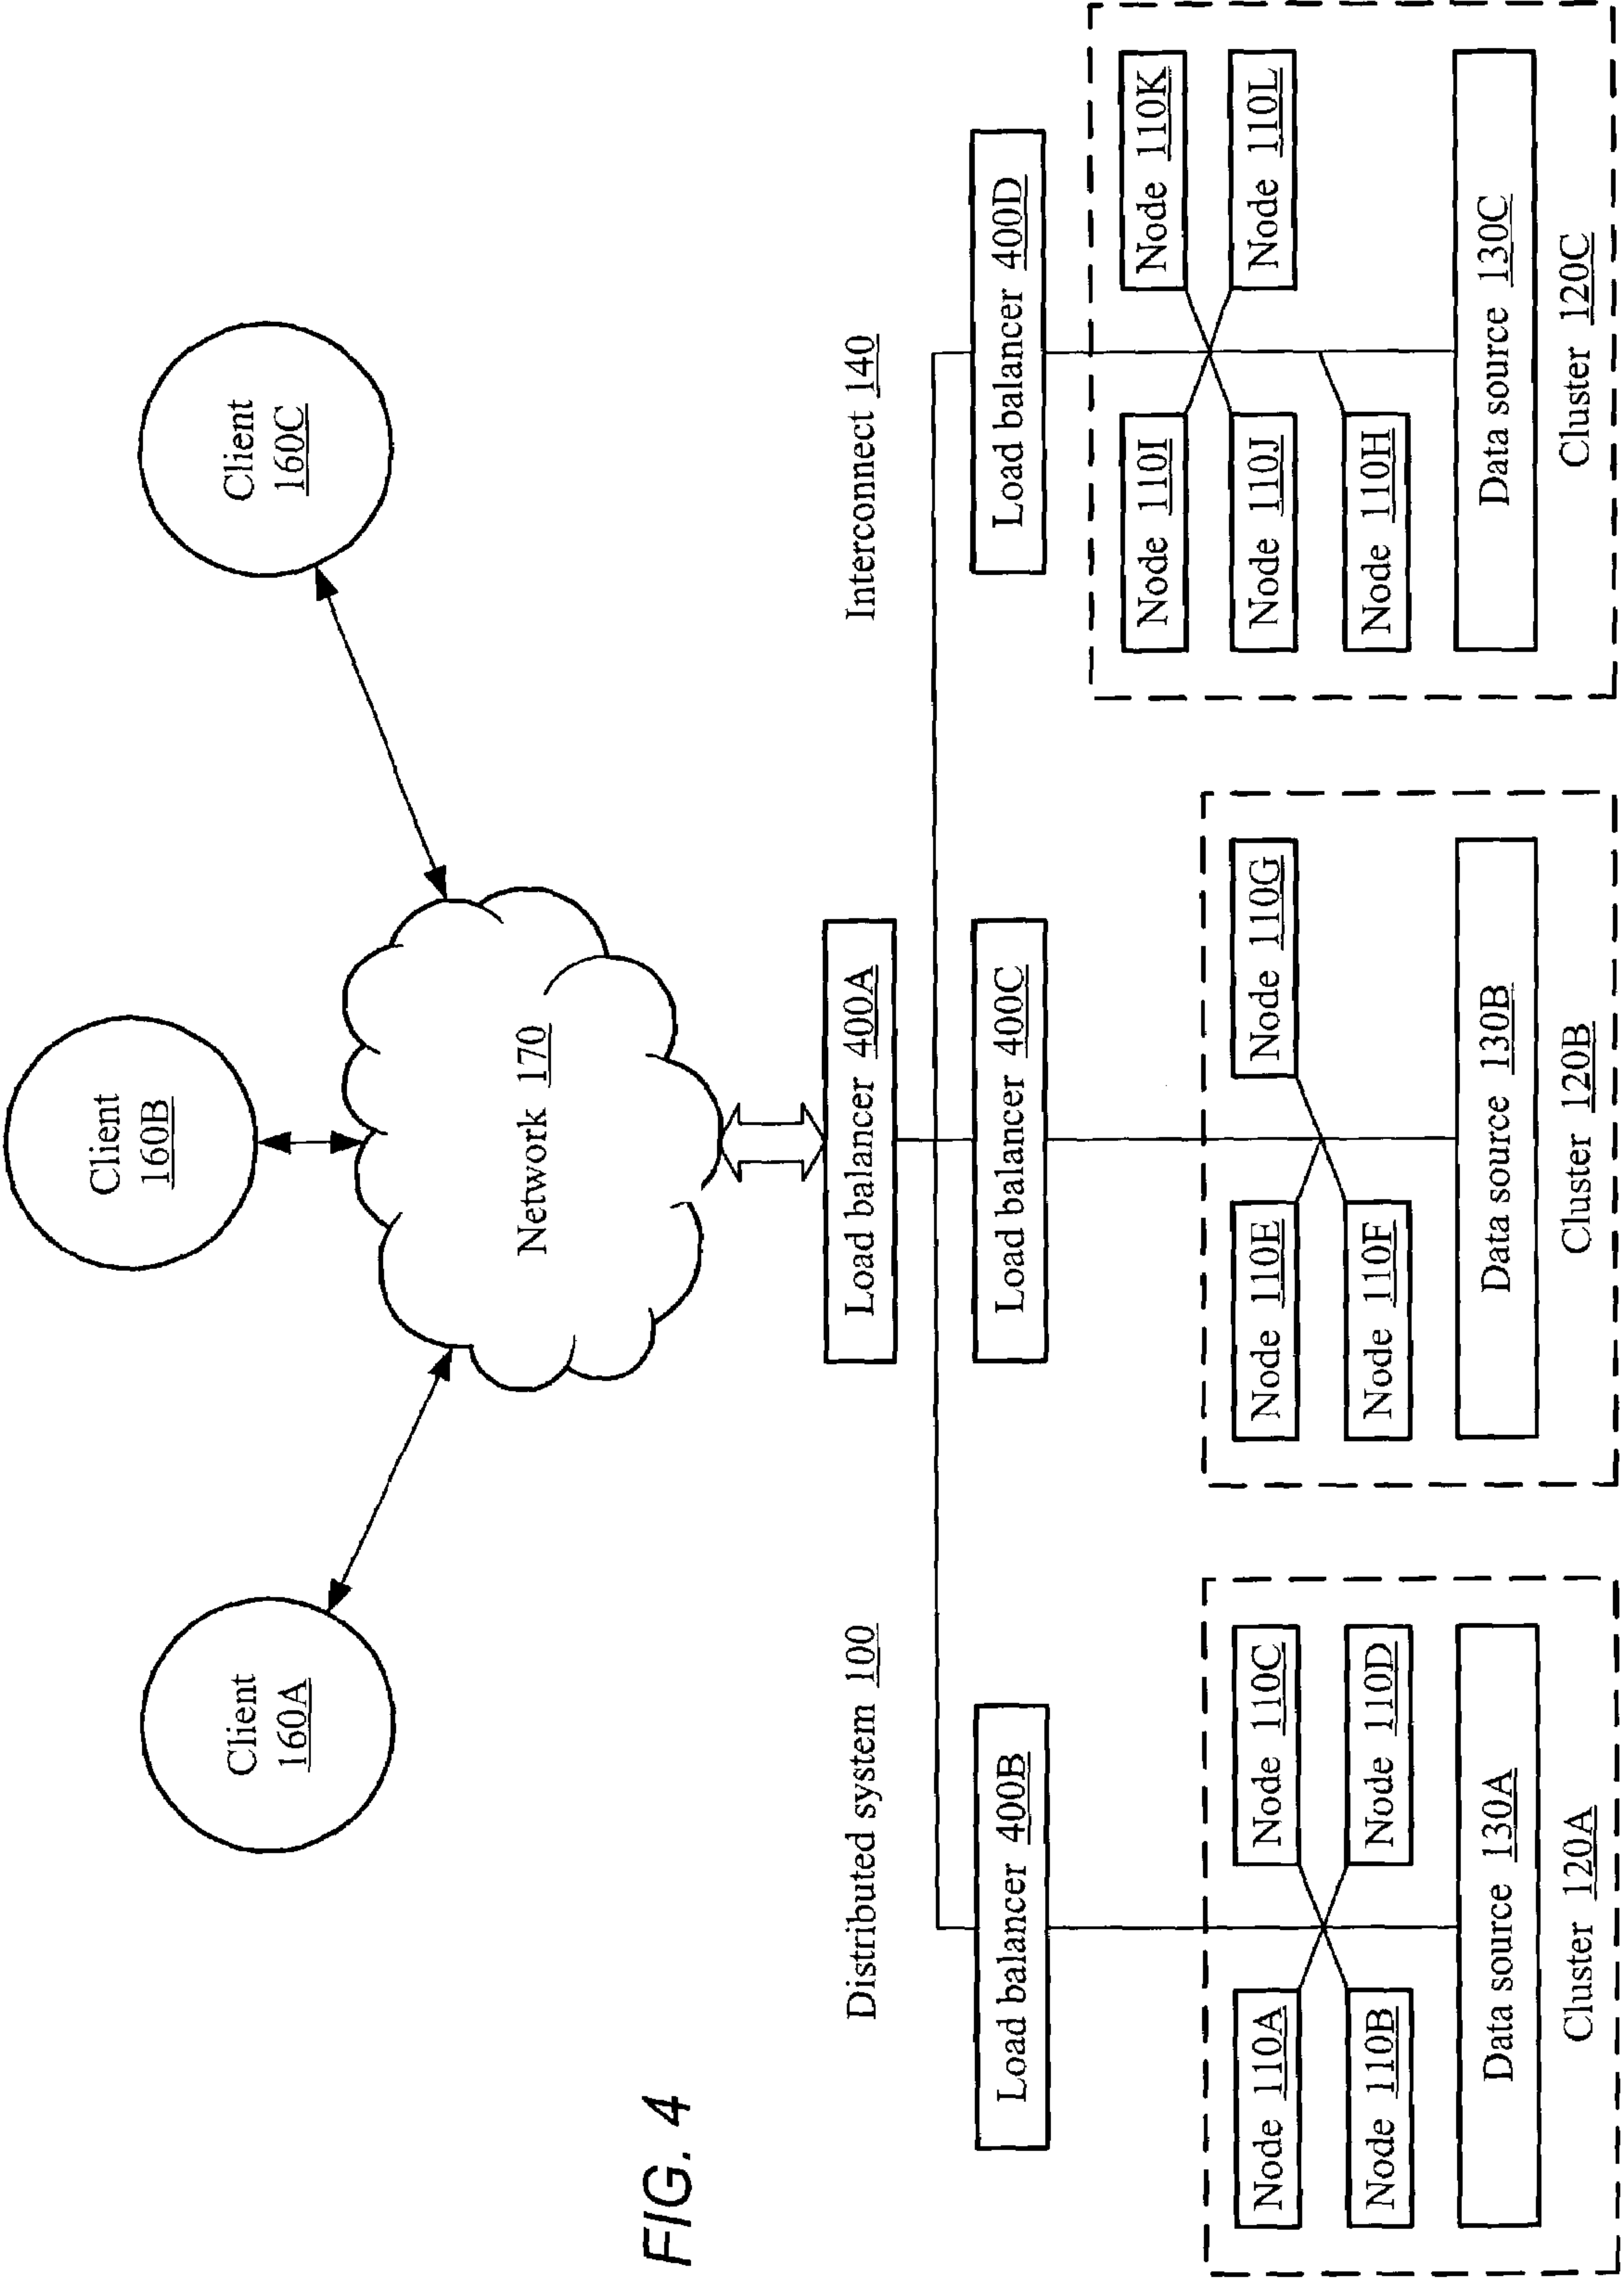 Client
160B
Client
160A
Client
160C
Network 170
FIG. 4
Load balancer 400A
Distributed system 100
Interconnect 140
Load balancer 400B
Load balancer 400C
Load balancer 400D
Node 110A
Node 110C
Node 110B
Node 110D
Data source 130A
Cluster 120A
Node 110E
Node 110G
Node 110F
Data source 130B
Cluster 120B
Node 110I
Node 110K
Node 110J
Node 110L
Node 110H
Data source 130C
Cluster 120C